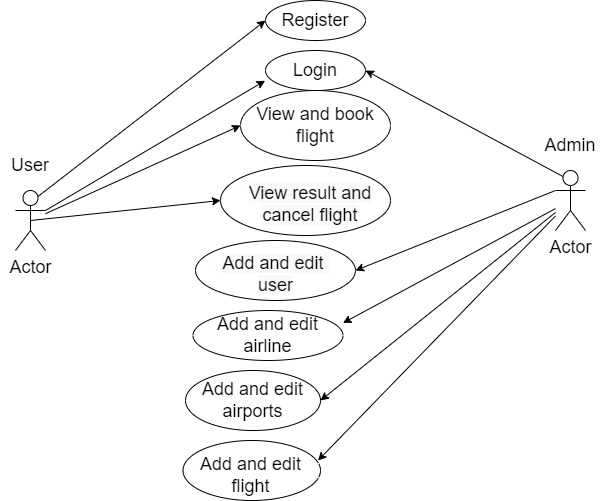 Register
Login
View and book
flight
Admin
User
View result and
cancel flight
Actor
Actor
Add and edit
user
Add and edit
airline
Add and edit
airports
Add and edit
flight